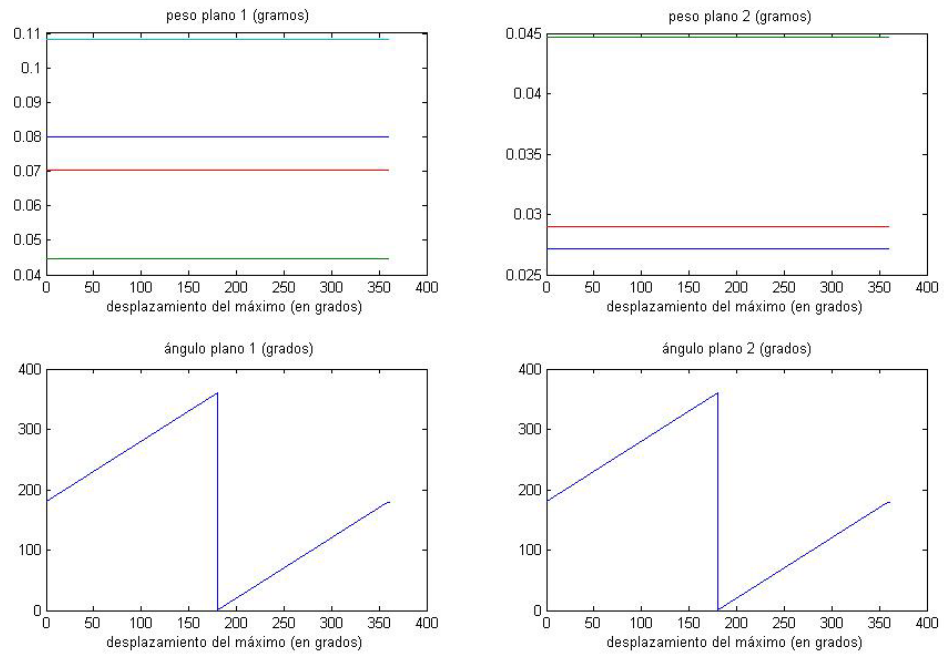 peso plano 1 (gramos)
0.11
0.1
0.09
0.08
0.07
0.06
0.05
0.04
0 50 100 150 200 250 300 350 400
desplazamiento del máximo (en grados)
peso plano 2 (gramos)
0.045
0.04
0.035
0.03
0.025
0 50 100 150 200 250 300 350 400
desplazamiento del máximo (en grados)
ángulo plano 1 (grados)
400
300
200
100
0
0 50 100 150 200 250 300 350 400
desplazamiento del máximo (en grados)
ángulo plano 2 (grados)
400
300
200
100
0
0 50 100 150 200 250 300 350 400
desplazamiento del máximo (en grados)